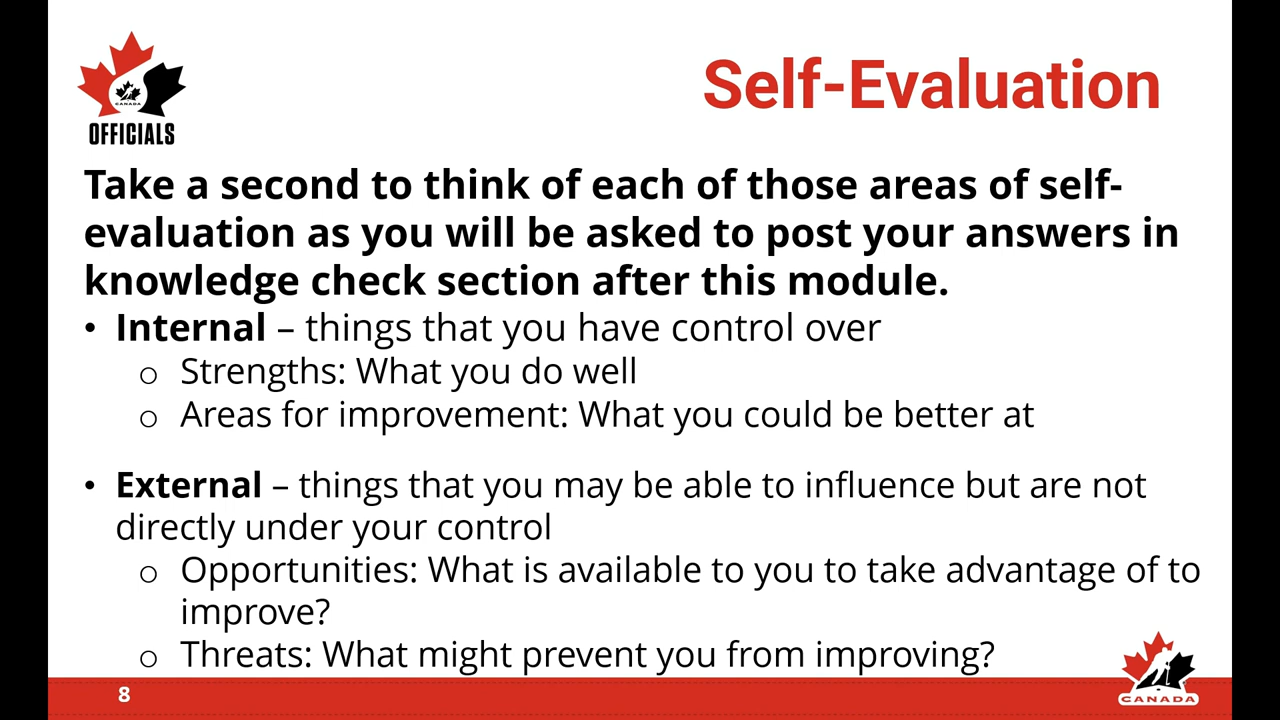 Self-Evaluation
CANADA
OFFICIALS
Take a second to think of each of those areas of self-
evaluation as you will be asked to post your answers in
knowledge check section after this module.
• Internal – things that you have control over
o Strengths: What you do well
o Areas for improvement: What you could be better at
• External – things that you may be able to influence but are not
directly under your control
o Opportunities: What is available to you to take advantage of to
improve?
o Threats: What might prevent you from improving?
8
CANADA